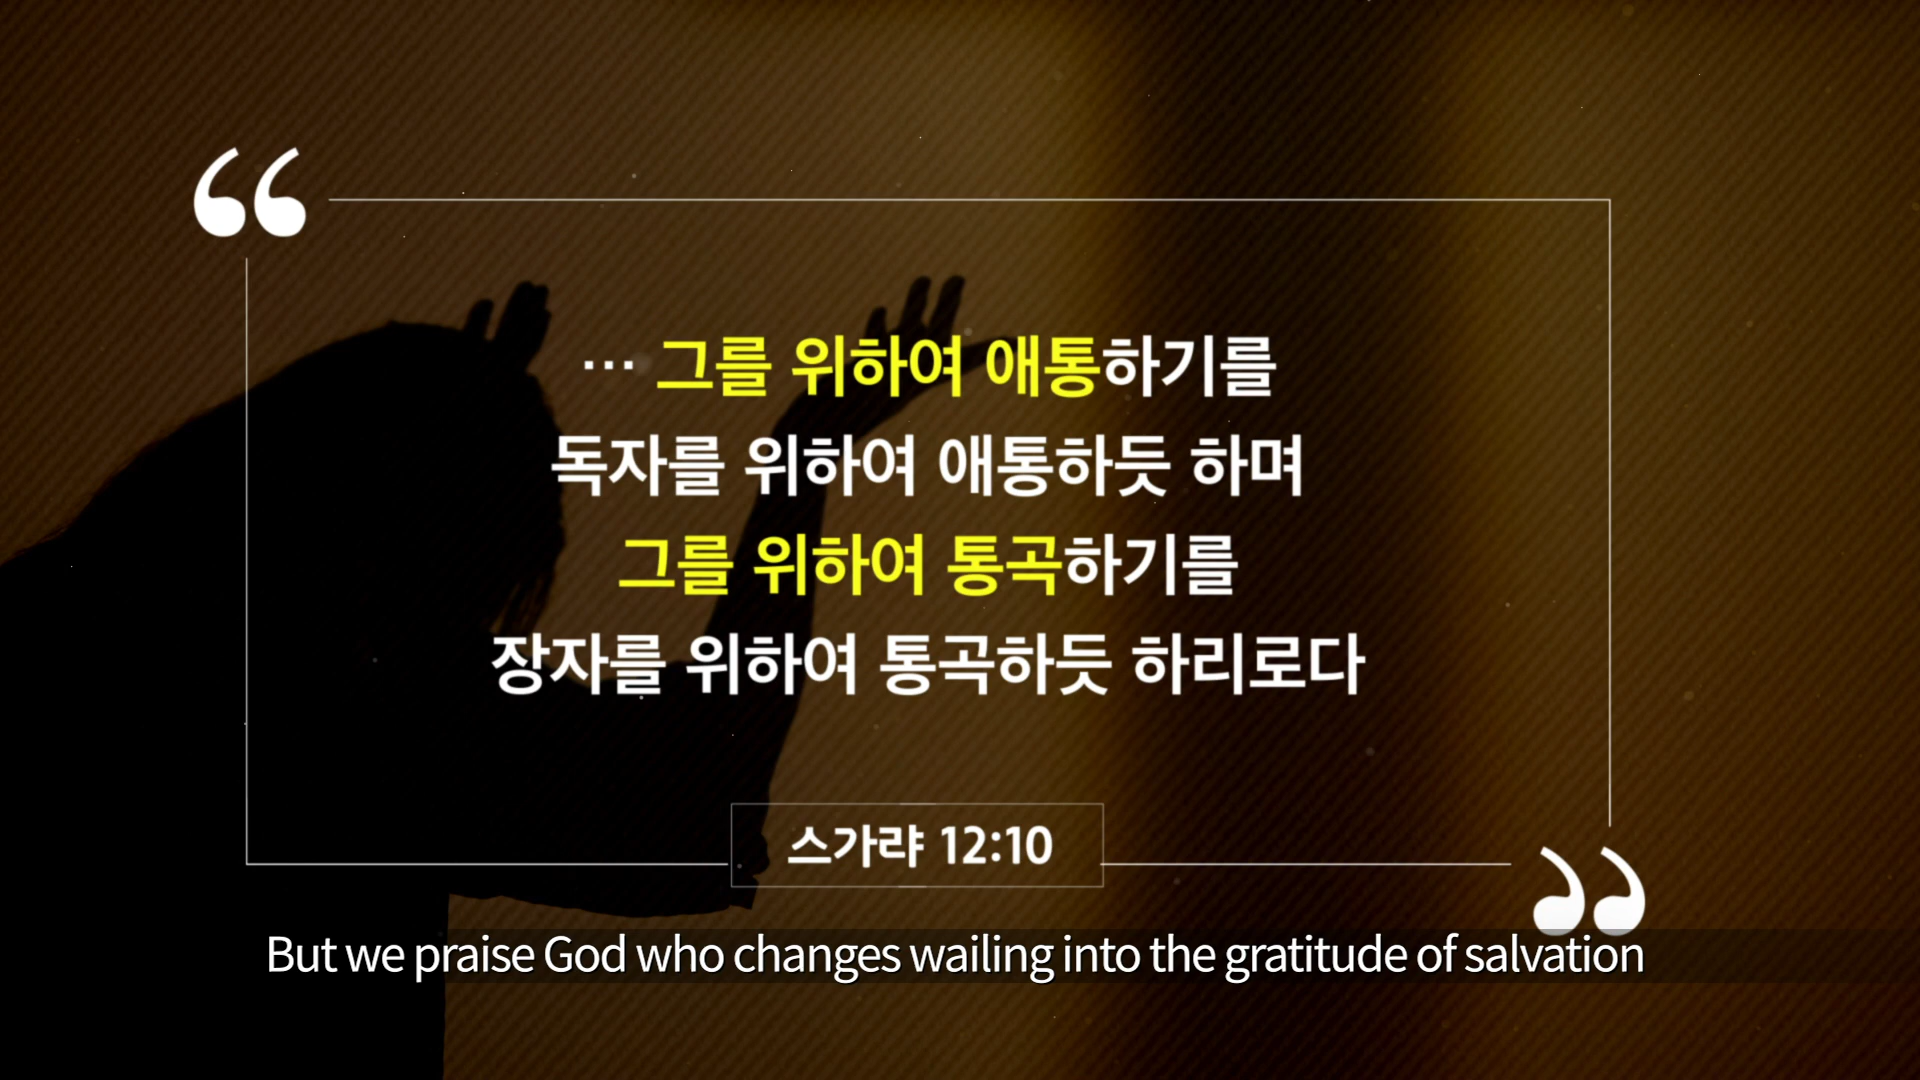 “
… 그를 위하여 애통하기를
독자를 위하여 애통하듯 하며
그를 위하여 통곡하기를
장자를 위하여 통곡하듯 하리로다
스가랴 12:10
”
But we praise God who changes wailing into the gratitude of salvation